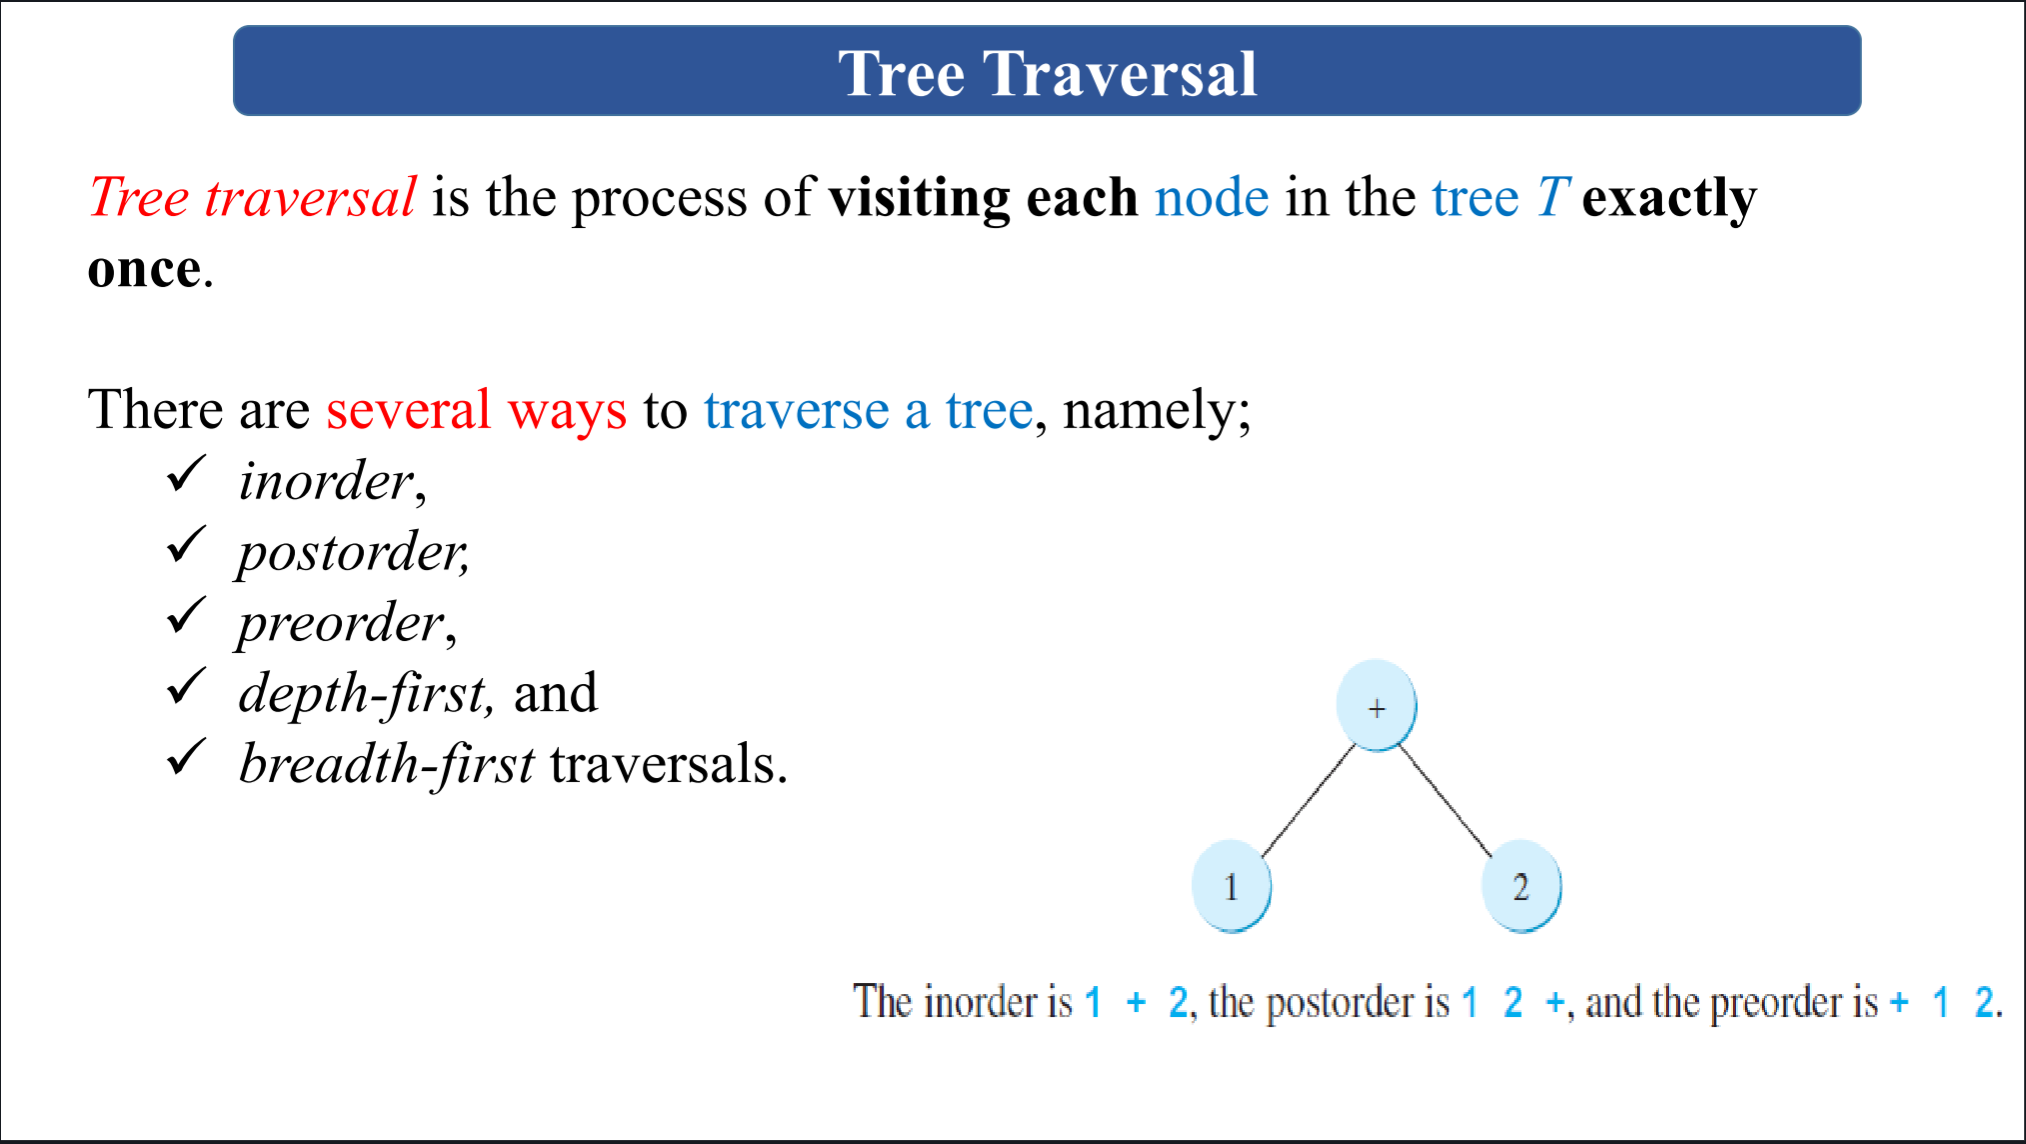 Tree Traversal
Tree traversal is the process of visiting each node in the tree T exactly
once.
There are several ways to traverse a tree, namely;
✓ inorder,
✓ postorder,
✓ preorder,
✓ depth-first, and
✓ breadth-first traversals.
+
1 2
The inorder is 1 + 2, the postorder is 1 2 +, and the preorder is + 1 2.